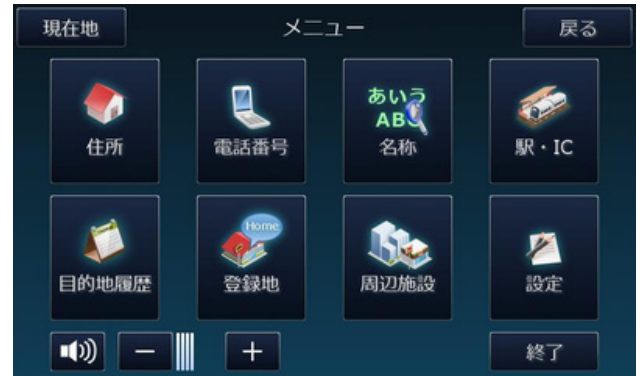 現在地
メニュー
戻る
住所
電話番号
あいう
ABC
名称
駅・IC
目的地履歴
Home
登録地
周辺施設
設定
－
＋
終了